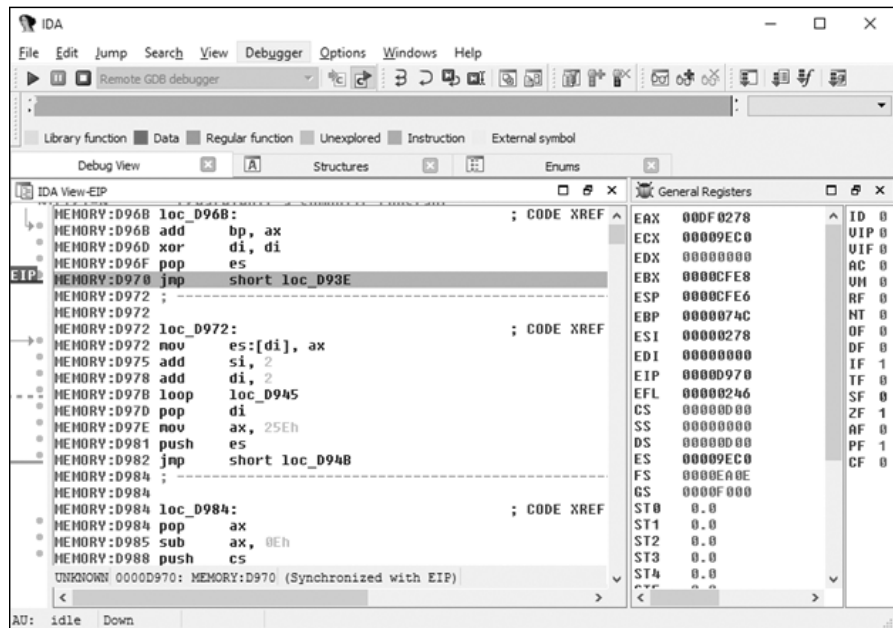 IDA
File Edit Jump Search View Debugger Options Windows Help
Remote GDB debugger
Library function Data Regular function Unexplored Instruction External symbol
Debug View Structures Enums
IDA View-EIP
MEMORY:D96B loc_D96B: ; CODE XREF
MEMORY:D96B add bp, ax
MEMORY:D96D xor di, di
MEMORY:D96F pop es
EIP
MEMORY:D970 jmp short loc_D93E
MEMORY:D972 ; ----------------------------------------
MEMORY:D972
MEMORY:D972 loc_D972: ; CODE XREF
MEMORY:D972 mov es:[di], ax
MEMORY:D975 add si, 2
MEMORY:D978 add di, 2
MEMORY:D97B loop loc_D945
MEMORY:D97D pop di
MEMORY:D97E mov ax, 25Eh
MEMORY:D981 push es
MEMORY:D982 jmp short loc_D94B
MEMORY:D984 ; ----------------------------------------
MEMORY:D984
MEMORY:D984 loc_D984: ; CODE XREF
MEMORY:D984 pop ax
MEMORY:D985 sub ax, 0Eh
MEMORY:D988 push cs
UNKNOWN 0000D970: MEMORY:D970 (Synchronized with EIP)
General Registers
EAX 00DF0278
ECX 00009EC0
EDX 00000000
EBX 0000CFE8
ESP 0000CFE6
EBP 0000074C
ESI 00000278
EDI 00000000
EIP 0000D970
EFL 00000246
CS 00000D00
SS 00000000
DS 00000D00
ES 00009EC0
FS 0000EA0E
GS 0000F000
ST0 0.0
ST1 0.0
ST2 0.0
ST3 0.0
ST4 0.0
ID 0
VIP 0
VIF 0
AC 0
VM 0
RF 0
NT 0
OF 0
DF 0
IF 1
TF 0
SF 0
ZF 1
AF 0
PF 1
CF 0
AU: idle Down